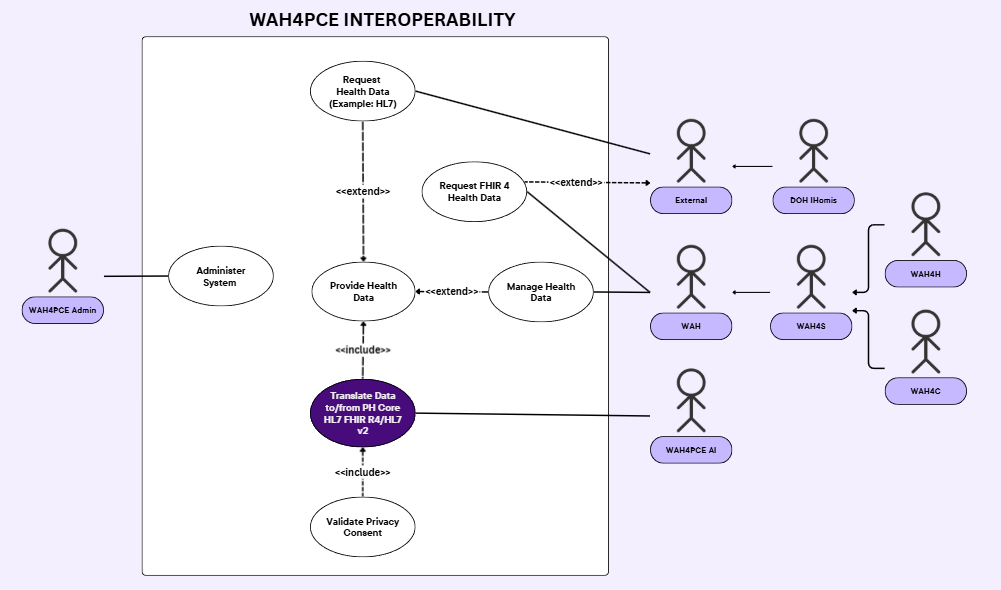 WAH4PCE INTEROPERABILITY
Request
Health Data
(Example: HL7)
<<extend>>
Request FHIR 4
Health Data
<<extend>>
External
DOH IHomis
WAH4H
Administer
System
WAH4PCE Admin
Provide Health
Data
<<extend>>
Manage Health
Data
WAH
WAH4S
WAH4C
<<include>>
Translate Data
to/from PH Core
HL7 FHIR R4/HL7
v2
WAH4PCE AI
<<include>>
Validate Privacy
Consent